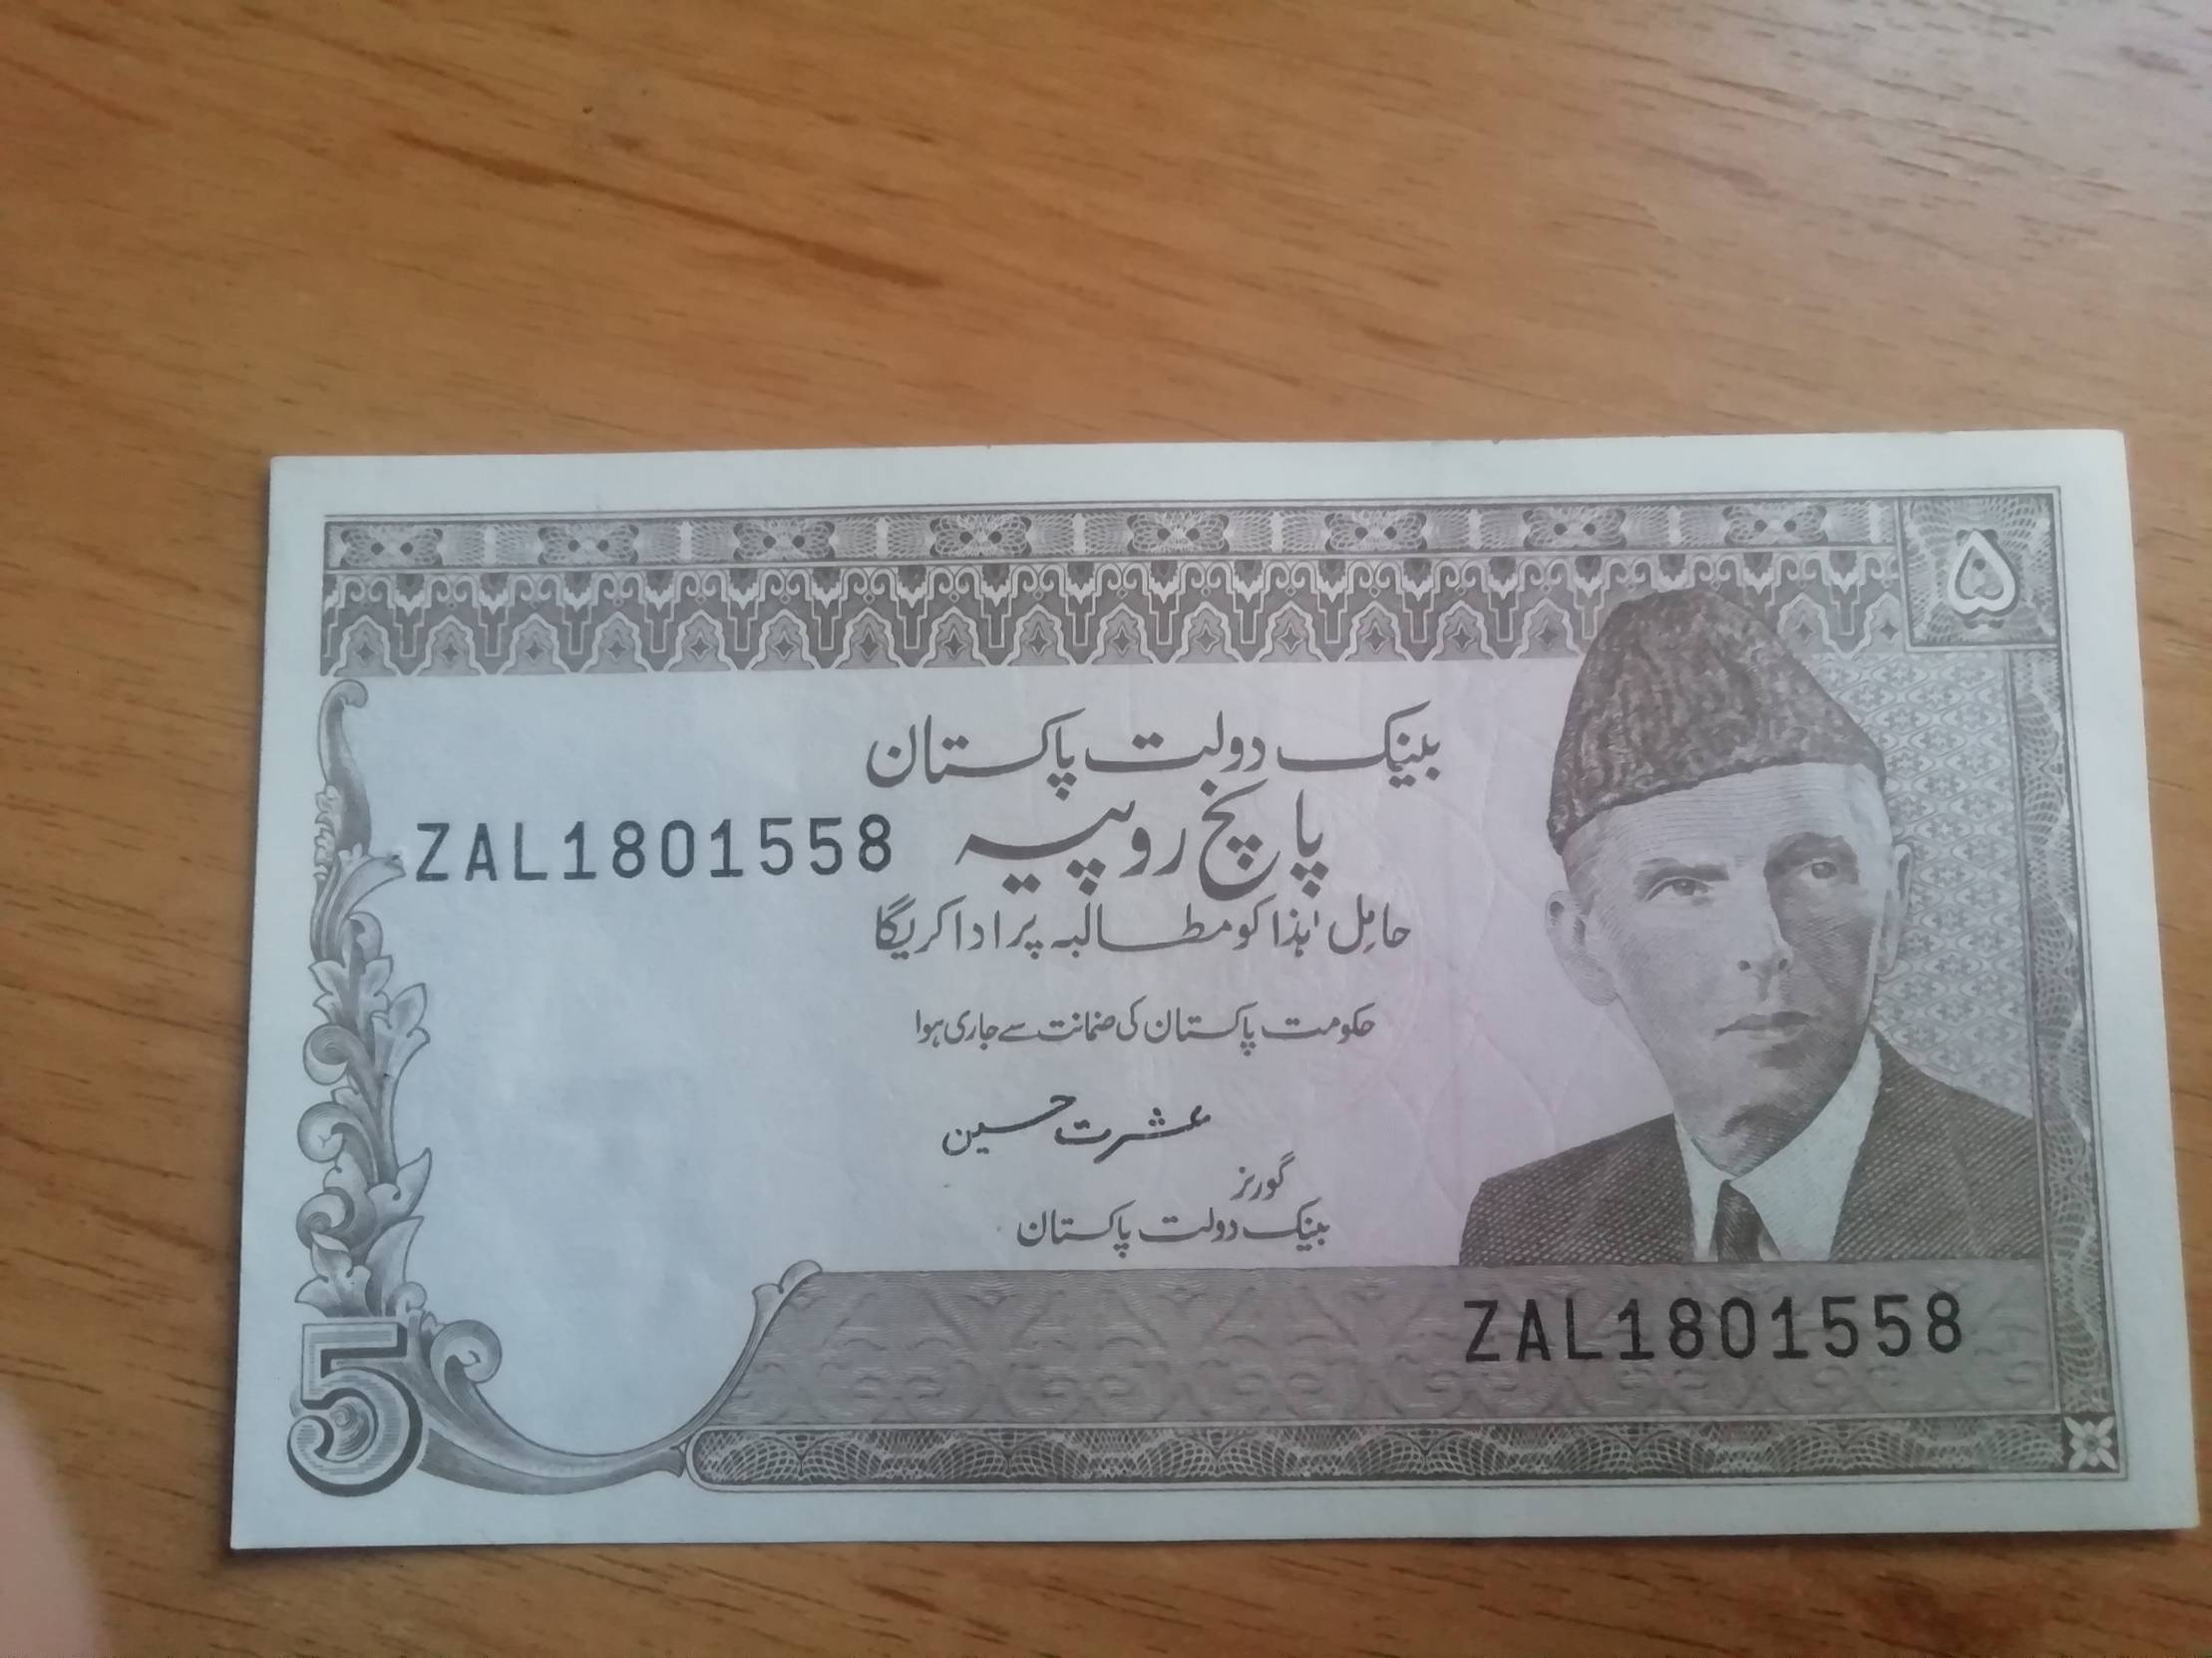 ۵
بینک دولت پاکستان
ZAL1801558
پانچ روپیہ
حامل ہٰذا کو مطالبہ پر ادا کریگا
حکومت پاکستان کی ضمانت سے جاری ہوا
عشرت حسین
گورنر
بینک دولت پاکستان
ZAL1801558
5